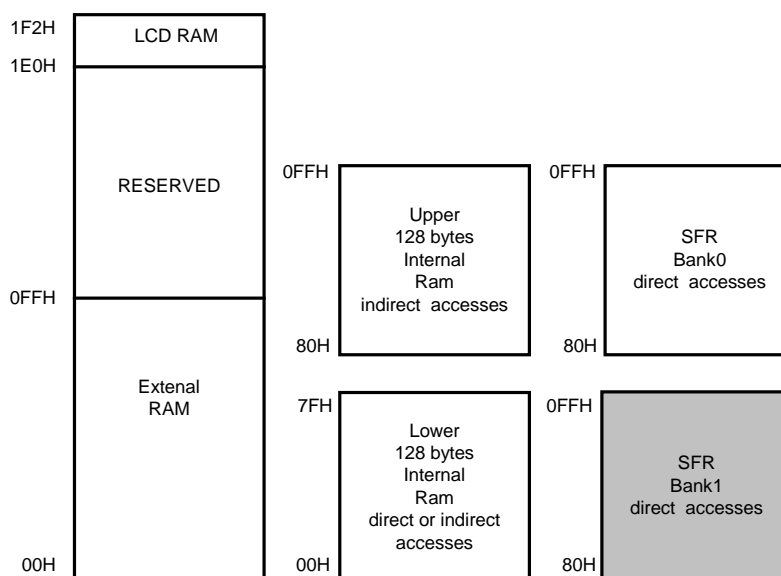 1F2H
LCD RAM
1E0H
RESERVED
0FFH
Extenal
RAM
00H
0FFH
Upper
128 bytes
Internal
Ram
indirect accesses
80H
7FH
Lower
128 bytes
Internal
Ram
direct or indirect
accesses
00H
0FFH
SFR
Bank0
direct accesses
80H
0FFH
SFR
Bank1
direct accesses
80H